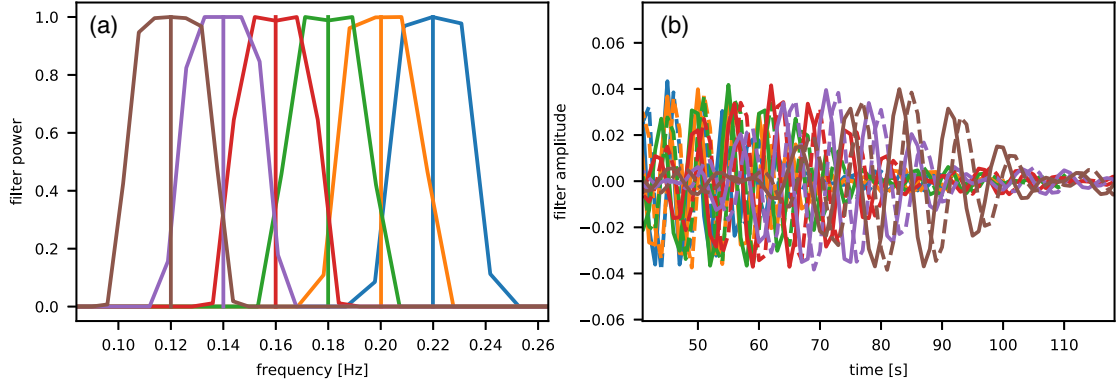 (a)
1.0
0.8
0.6
0.4
0.2
0.0
filter power
0.10 0.12 0.14 0.16 0.18 0.20 0.22 0.24 0.26
frequency [Hz]
(b)
0.06
0.04
0.02
0.00
−0.02
−0.04
−0.06
filter amplitude
50 60 70 80 90 100 110
time [s]